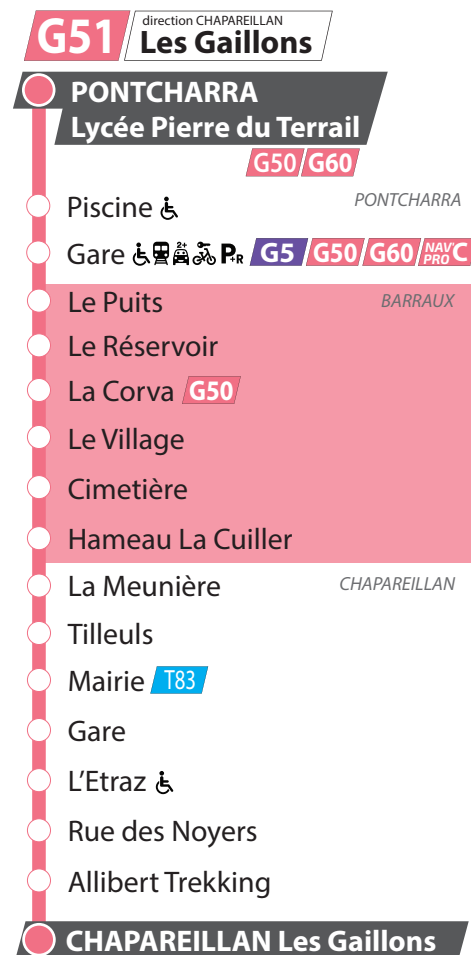 G51 direction CHAPAREILLAN
Les Gaillons
PONTCHARRA
Lycée Pierre du Terrail
G50 G60
Piscine PONTCHARRA
Gare 2+ P+R G5 G50 G60 NAV'C PRO
Le Puits BARRAUX
Le Réservoir
La Corva G50
Le Village
Cimetière
Hameau La Cuiller
La Meunière CHAPAREILLAN
Tilleuls
Mairie T83
Gare
L'Etraz
Rue des Noyers
Allibert Trekking
CHAPAREILLAN Les Gaillons